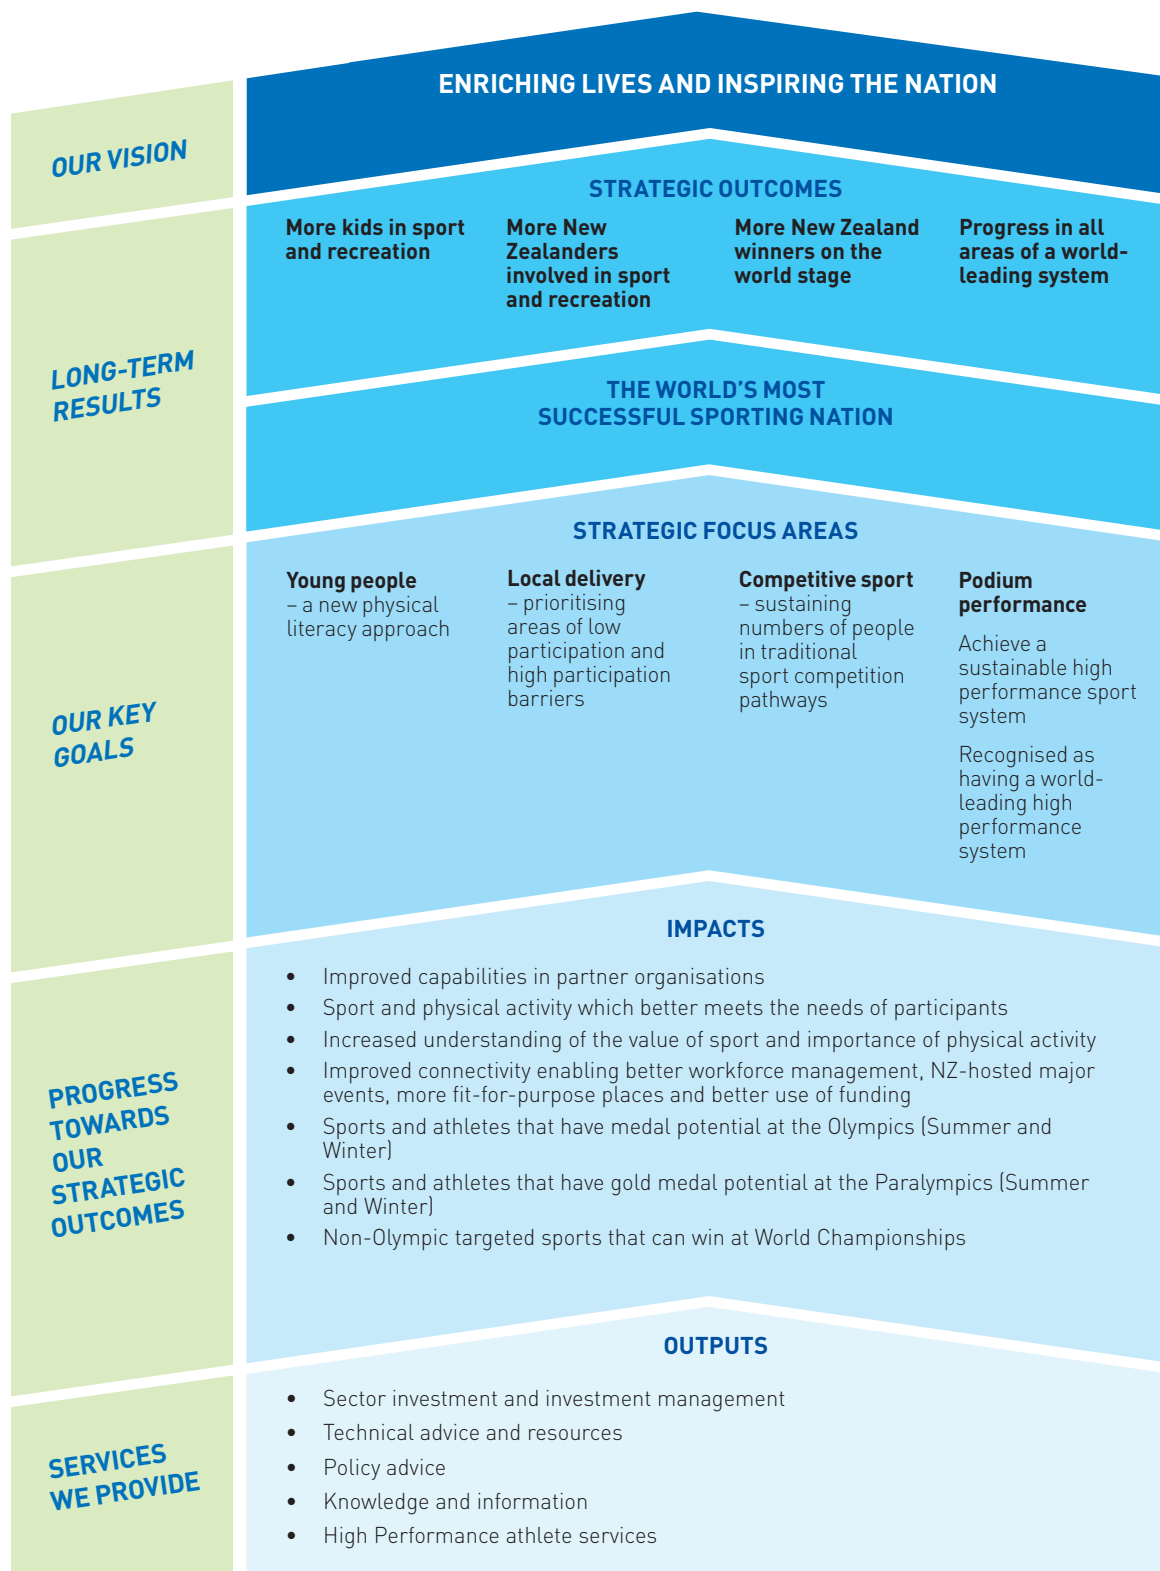 ENRICHING LIVES AND INSPIRING THE NATION
OUR VISION
STRATEGIC OUTCOMES
More kids in sport
and recreation
More New
Zealanders
involved in sport
and recreation
More New Zealand
winners on the
world stage
Progress in all
areas of a world-
leading system
LONG-TERM
RESULTS
THE WORLD'S MOST
SUCCESSFUL SPORTING NATION
STRATEGIC FOCUS AREAS
Young people
– a new physical
literacy approach
Local delivery
– prioritising
areas of low
participation and
high participation
barriers
Competitive sport
– sustaining
numbers of people
in traditional
sport competition
pathways
Podium
performance
Achieve a
sustainable high
performance sport
system
Recognised as
having a world-
leading high
performance
system
OUR KEY
GOALS
IMPACTS
• Improved capabilities in partner organisations
• Sport and physical activity which better meets the needs of participants
• Increased understanding of the value of sport and importance of physical activity
• Improved connectivity enabling better workforce management, NZ-hosted major
events, more fit-for-purpose places and better use of funding
• Sports and athletes that have medal potential at the Olympics (Summer and
Winter)
• Sports and athletes that have gold medal potential at the Paralympics (Summer
and Winter)
• Non-Olympic targeted sports that can win at World Championships
PROGRESS
TOWARDS
OUR
STRATEGIC
OUTCOMES
OUTPUTS
• Sector investment and investment management
• Technical advice and resources
• Policy advice
• Knowledge and information
• High Performance athlete services
SERVICES
WE PROVIDE